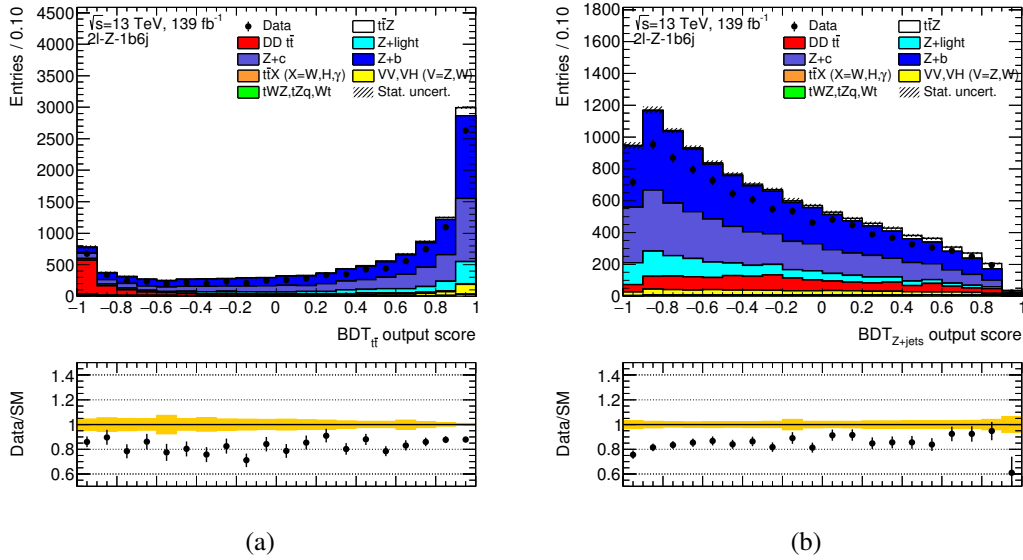 √s=13 TeV, 139 fb⁻¹
2l-Z-1b6j
Data
tt̄Z
DD tt̄
Z+light
Z+c
Z+b
tt̄X (X=W,H,γ)
VV,VH (V=Z,W)
tWZ,tZq,Wt
Stat. uncert.
Entries / 0.10
5000
4500
4000
3500
3000
2500
2000
1500
1000
500
0
−1 −0.8 −0.6 −0.4 −0.2 0 0.2 0.4 0.6 0.8 1
BDT_tt̄ output score
Data/SM
1.4
1.2
1
0.8
0.6
(a)
√s=13 TeV, 139 fb⁻¹
2l-Z-1b6j
Data
tt̄Z
DD tt̄
Z+light
Z+c
Z+b
tt̄X (X=W,H,γ)
VV,VH (V=Z,W)
tWZ,tZq,Wt
Stat. uncert.
Entries / 0.10
1800
1600
1400
1200
1000
800
600
400
200
0
−1 −0.8 −0.6 −0.4 −0.2 0 0.2 0.4 0.6 0.8 1
BDT_Z+jets output score
Data/SM
1.4
1.2
1
0.8
0.6
(b)